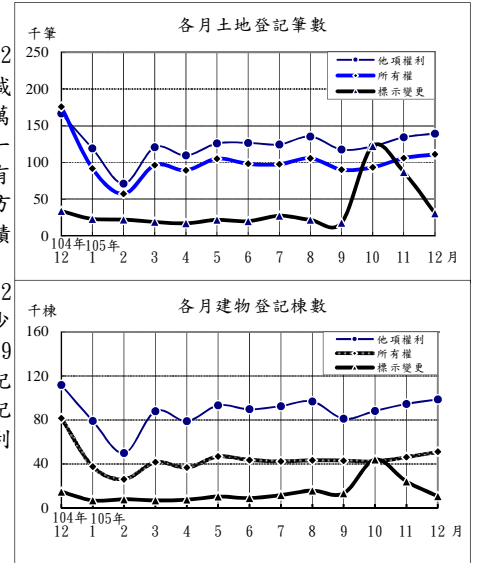 2
萬
一
有
方
積
2
少
9
記
記
利
各月土地登記筆數
千筆
250
200
150
100
50
0
他項權利
所有權
標示變更
104年 105年
12 1 2 3 4 5 6 7 8 9 10 11 12 月
各月建物登記棟數
千棟
160
120
80
40
0
他項權利
所有權
標示變更
104年 105年
12 1 2 3 4 5 6 7 8 9 10 11 12 月